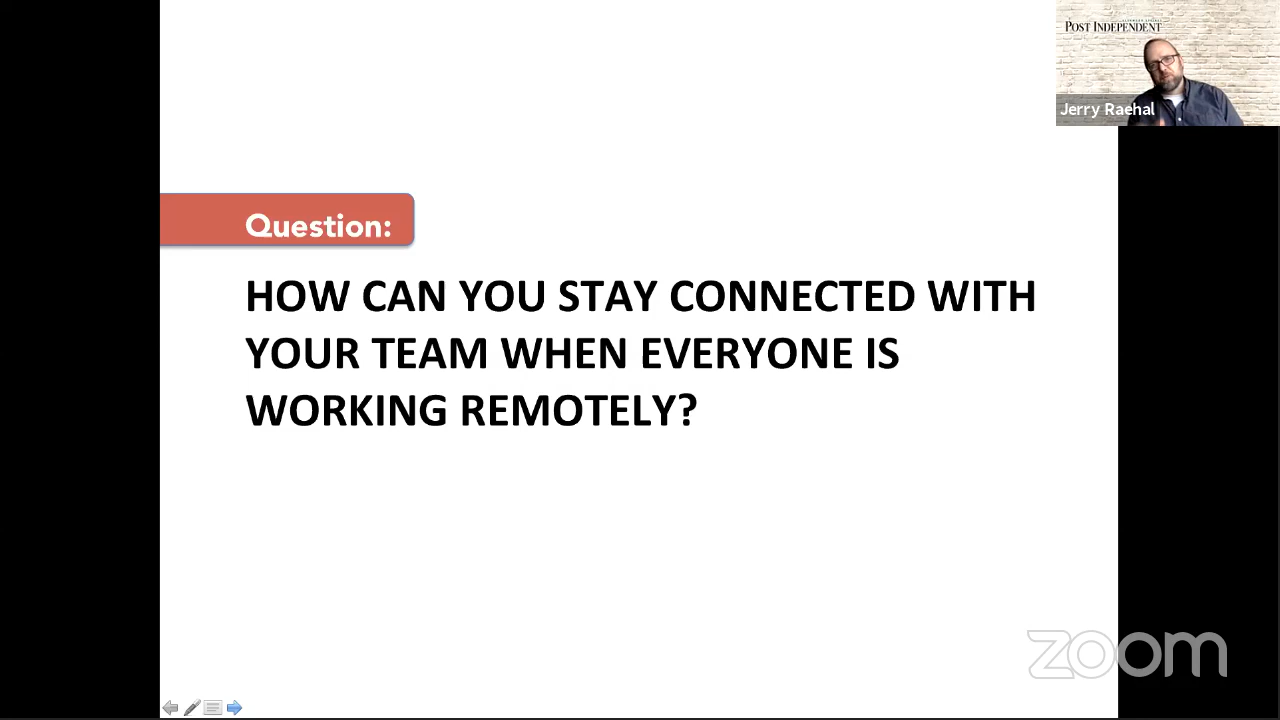 POST INDEPENDENT
Jerry Raehal
Question:
HOW CAN YOU STAY CONNECTED WITH
YOUR TEAM WHEN EVERYONE IS
WORKING REMOTELY?
zoom